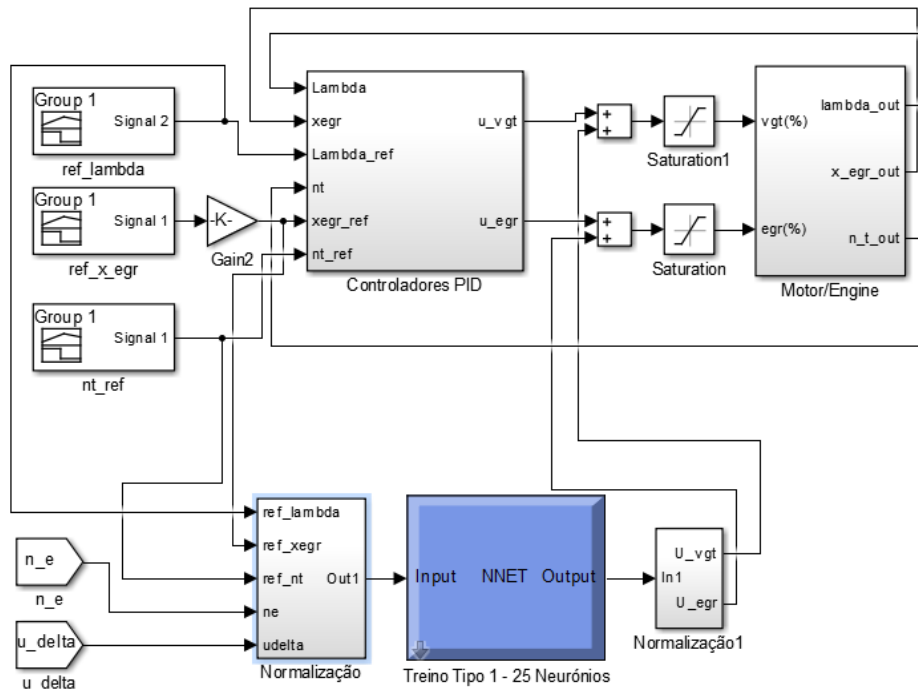 Group 1
Signal 2
ref_lambda
Group 1
Signal 1
ref_x_egr
-K-
Gain2
Group 1
Signal 1
nt_ref
Lambda
xegr
Lambda_ref
nt
xegr_ref
nt_ref
u_vgt
u_egr
Controladores PID
+
+
+
+
Saturation1
Saturation
vgt(%)
egr(%)
lambda_out
x_egr_out
n_t_out
Motor/Engine
n_e
n_e
u_delta
u_delta
ref_lambda
ref_xegr
ref_nt
ne
udelta
Out1
Normalização
Input
NNET
Output
Treino Tipo 1 - 25 Neurónios
In1
U_vgt
U_egr
Normalização1